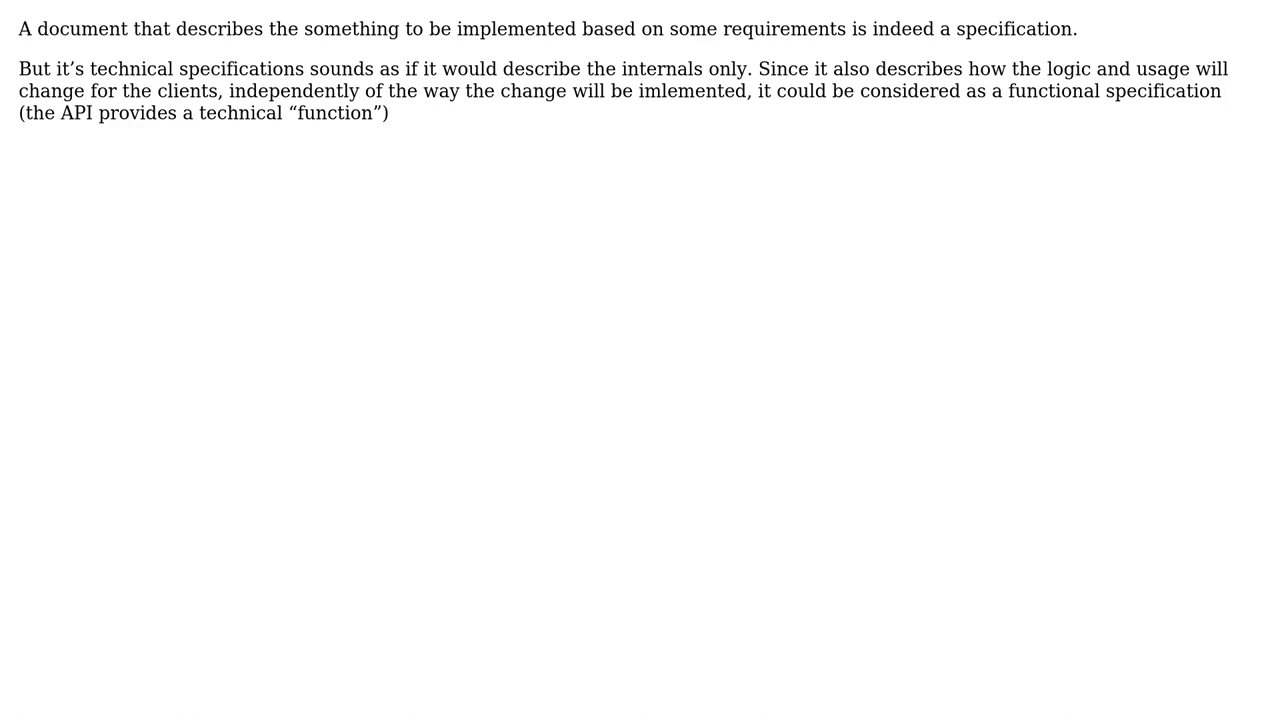 A document that describes the something to be implemented based on some requirements is indeed a specification.
But it’s technical specifications sounds as if it would describe the internals only. Since it also describes how the logic and usage will
change for the clients, independently of the way the change will be imlemented, it could be considered as a functional specification
(the API provides a technical “function”)